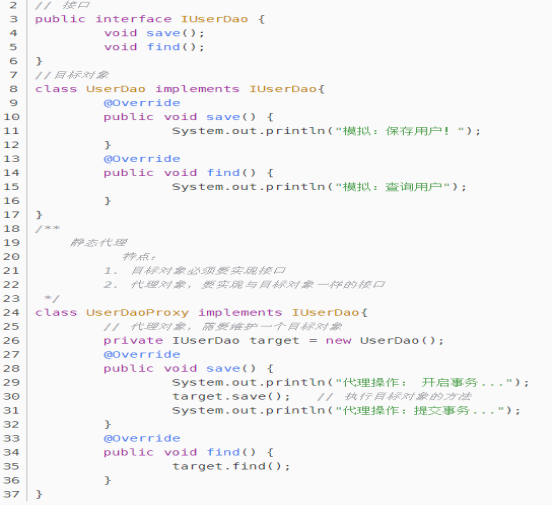 2 // 接口
3 public interface IUserDao {
4 void save();
5 void find();
6 }
7 //目标对象
8 class UserDao implements IUserDao{
9 @Override
10 public void save() {
11 System.out.println("模拟：保存用户！");
12 }
13 @Override
14 public void find() {
15 System.out.println("模拟：查询用户");
16 }
17 }
18 /**
19 静态代理
20 特点：
21 1. 目标对象必须要实现接口
22 2. 代理对象，要实现与目标对象一样的接口
23 */
24 class UserDaoProxy implements IUserDao{
25 // 代理对象，需要维护一个目标对象
26 private IUserDao target = new UserDao();
27 @Override
28 public void save() {
29 System.out.println("代理操作： 开启事务...");
30 target.save(); // 执行目标对象的方法
31 System.out.println("代理操作：提交事务...");
32 }
33 @Override
34 public void find() {
35 target.find();
36 }
37 }